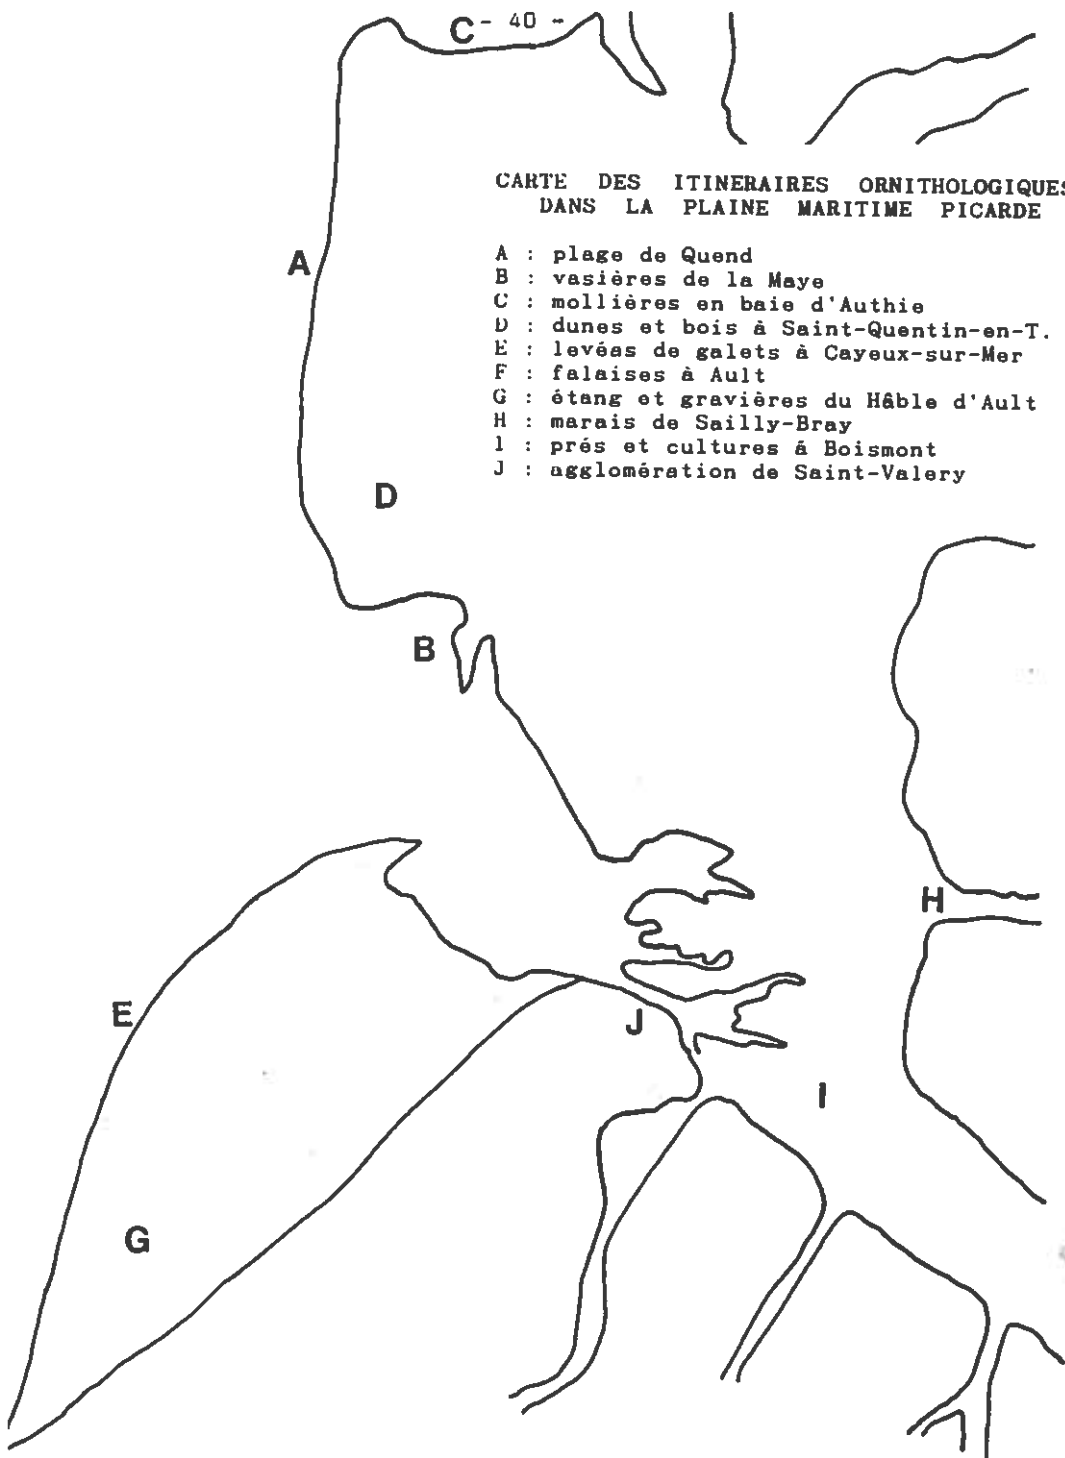 C - 40 -
CARTE DES ITINERAIRES ORNITHOLOGIQUES
DANS LA PLAINE MARITIME PICARDE
A
A : plage de Quend
B : vasières de la Maye
C : mollières en baie d'Authie
D : dunes et bois à Saint-Quentin-en-T.
E : levéas de galets à Cayeux-sur-Mer
F : falaises à Ault
G : étang et gravières du Hâble d'Ault
H : marais de Sailly-Bray
I : prés et cultures á Boismont
J : agglomération de Saint-Valery
D
B
H
E
J
I
G